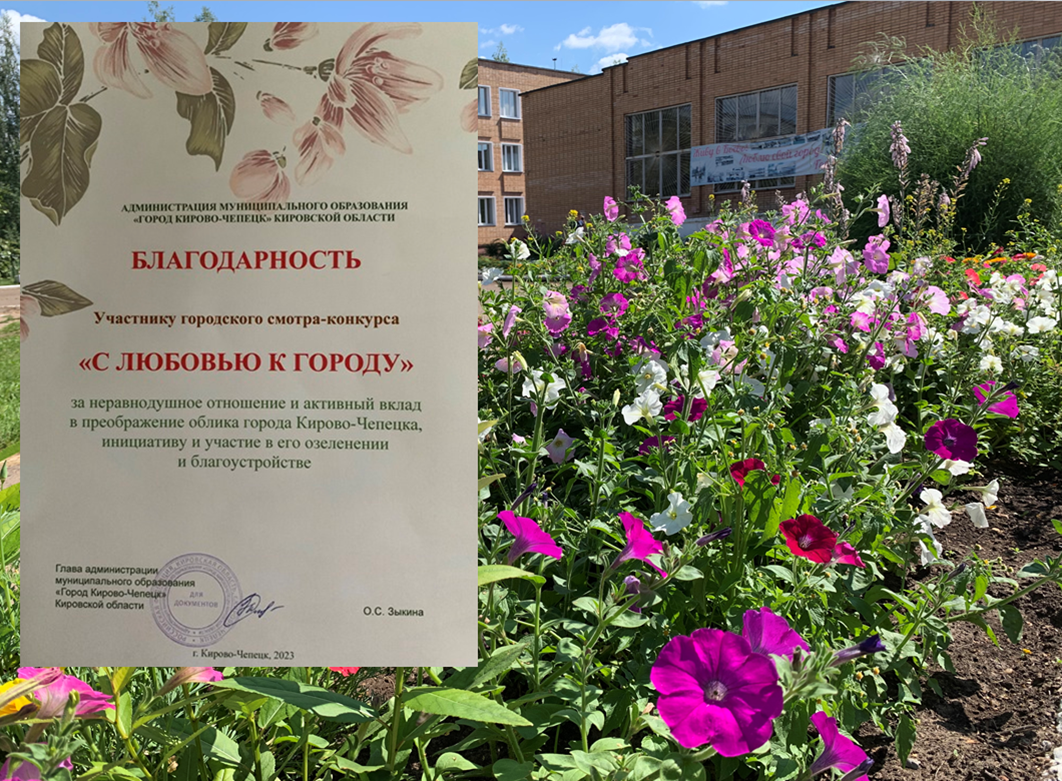 АДМИНИСТРАЦИЯ МУНИЦИПАЛЬНОГО ОБРАЗОВАНИЯ
«ГОРОД КИРОВО-ЧЕПЕЦК» КИРОВСКОЙ ОБЛАСТИ
БЛАГОДАРНОСТЬ
Участнику городского смотра-конкурса
«С ЛЮБОВЬЮ К ГОРОДУ»
за неравнодушное отношение и активный вклад
в преображение облика города Кирово-Чепецка,
инициативу и участие в его озеленении
и благоустройстве
Глава администрации
муниципального образования
«Город Кирово-Чепецк»
Кировской области
ДЛЯ
ДОКУМЕНТОВ
О.С. Зыкина
г. Кирово-Чепецк, 2023